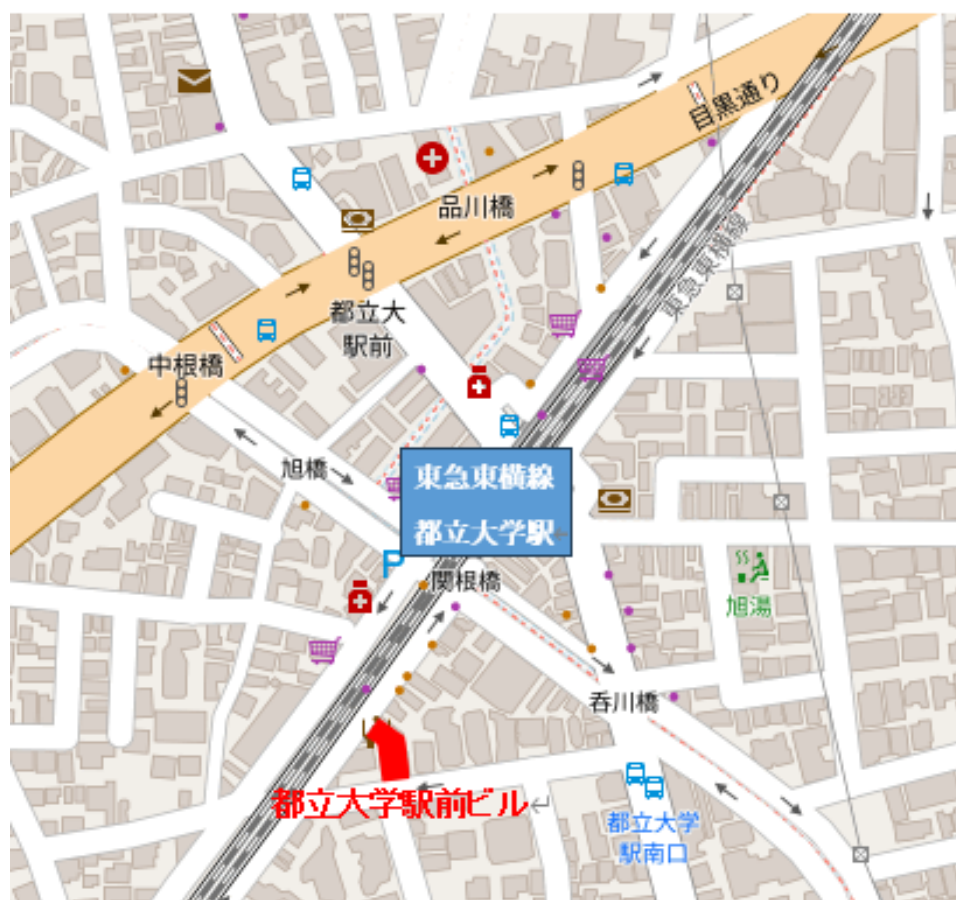 目黒通り
品川橋
東急東横線
都立大
駅前
中根橋
旭橋
東急東横線
都立大学駅
P
関根橋
旭湯
呑川橋
都立大学駅前ビル↵
都立大学
駅南口